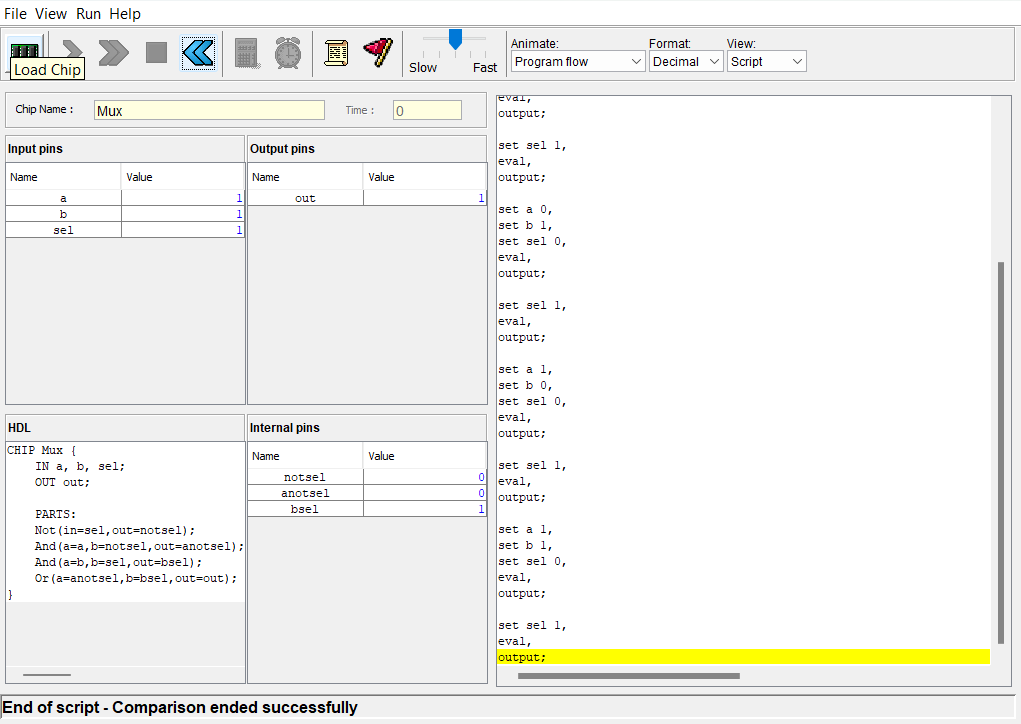 File View Run Help
Load Chip
Slow Fast
Animate:
Program flow
Format:
Decimal
View:
Script
Chip Name : Mux Time : 0
Input pins
Name Value
a 1
b 1
sel 1
Output pins
Name Value
out 1
HDL
CHIP Mux {
IN a, b, sel;
OUT out;
PARTS:
Not(in=sel,out=notsel);
And(a=a,b=notsel,out=anotsel);
And(a=b,b=sel,out=bsel);
Or(a=anotsel,b=bsel,out=out);
}
Internal pins
Name Value
notsel 0
anotsel 0
bsel 1
eval,
output;
set sel 1,
eval,
output;
set a 0,
set b 1,
set sel 0,
eval,
output;
set sel 1,
eval,
output;
set a 1,
set b 0,
set sel 0,
eval,
output;
set sel 1,
eval,
output;
set a 1,
set b 1,
set sel 0,
eval,
output;
set sel 1,
eval,
output;
End of script - Comparison ended successfully